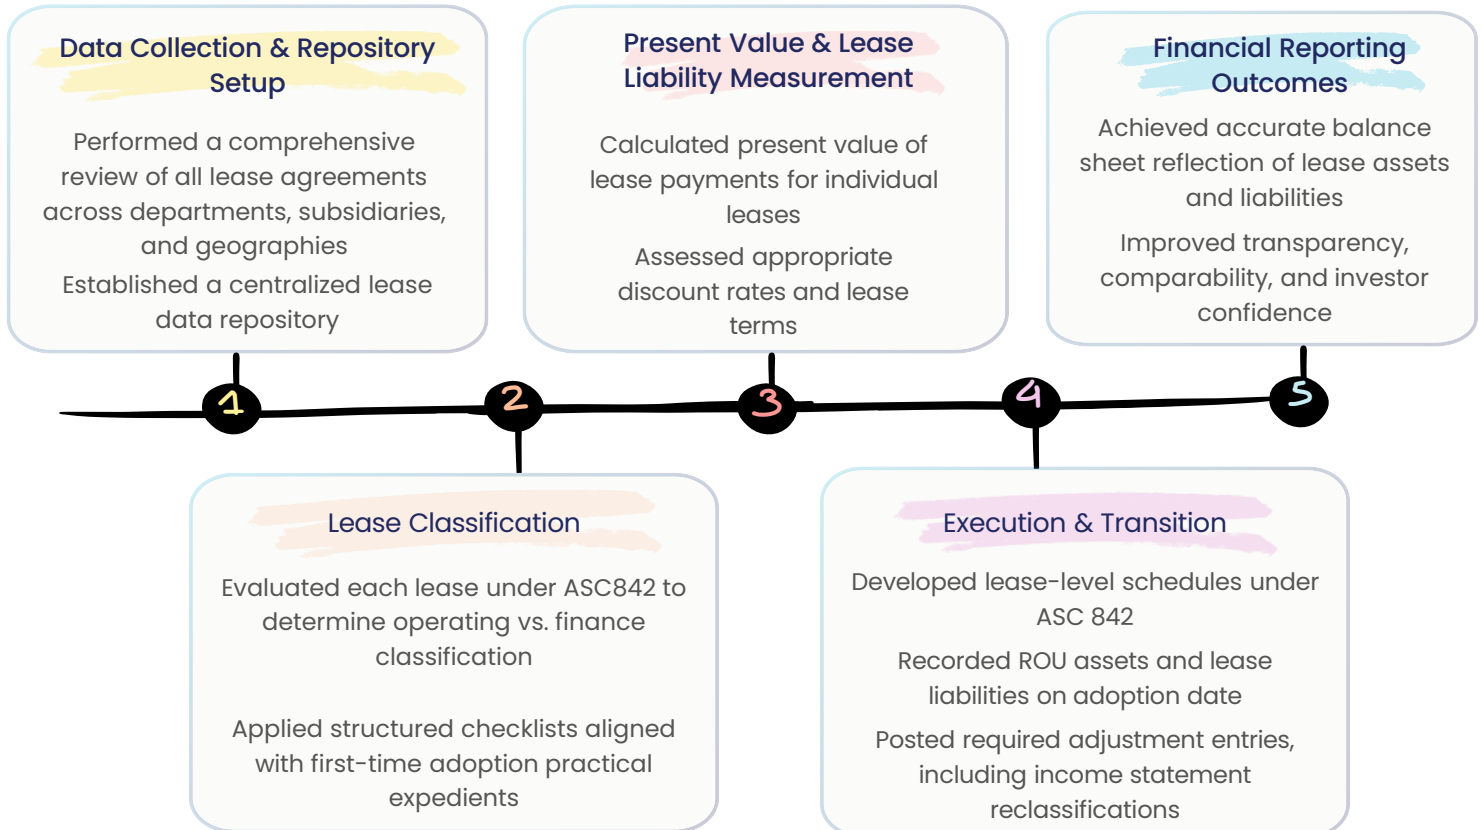 Data Collection & Repository
Setup
Performed a comprehensive
review of all lease agreements
across departments, subsidiaries,
and geographies
Established a centralized lease
data repository
Present Value & Lease
Liability Measurement
Calculated present value of
lease payments for individual
leases
Assessed appropriate
discount rates and lease
terms
Financial Reporting
Outcomes
Achieved accurate balance
sheet reflection of lease assets
and liabilities
Improved transparency,
comparability, and investor
confidence
1
2
3
4
5
Lease Classification
Evaluated each lease under ASC842 to
determine operating vs. finance
classification
Applied structured checklists aligned
with first-time adoption practical
expedients
Execution & Transition
Developed lease-level schedules under
ASC 842
Recorded ROU assets and lease
liabilities on adoption date
Posted required adjustment entries,
including income statement
reclassifications